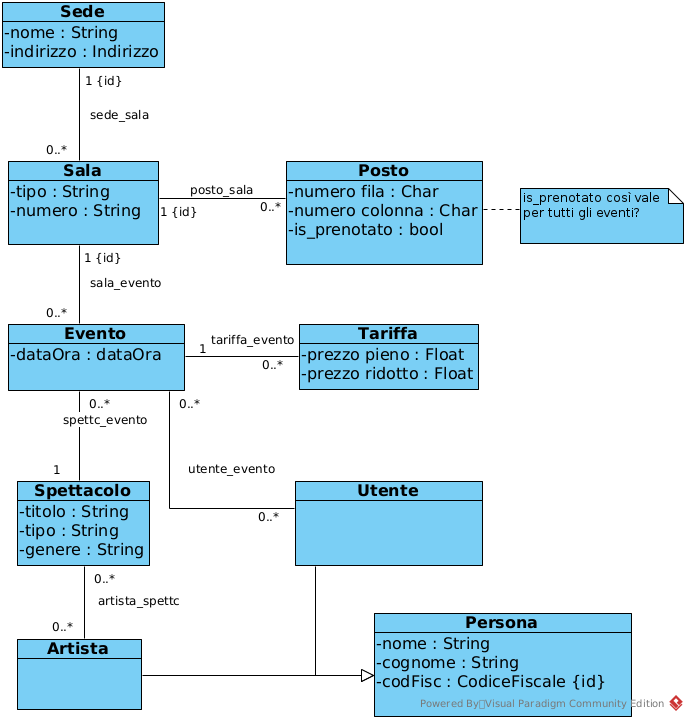 Sede
-nome : String
-indirizzo : Indirizzo
1 {id}
sede_sala
0..*
Sala
-tipo : String
-numero : String
posto_sala
1 {id}
0..*
Posto
-numero fila : Char
-numero colonna : Char
-is_prenotato : bool
is_prenotato così vale
per tutti gli eventi?
1 {id}
sala_evento
0..*
Evento
-dataOra : dataOra
tariffa_evento
1
0..*
Tariffa
-prezzo pieno : Float
-prezzo ridotto : Float
0..*
spettc_evento
1
0..*
utente_evento
0..*
Spettacolo
-titolo : String
-tipo : String
-genere : String
Utente
0..*
artista_spettc
0..*
Artista
Persona
-nome : String
-cognome : String
-codFisc : CodiceFiscale {id}
Powered By Visual Paradigm Community Edition